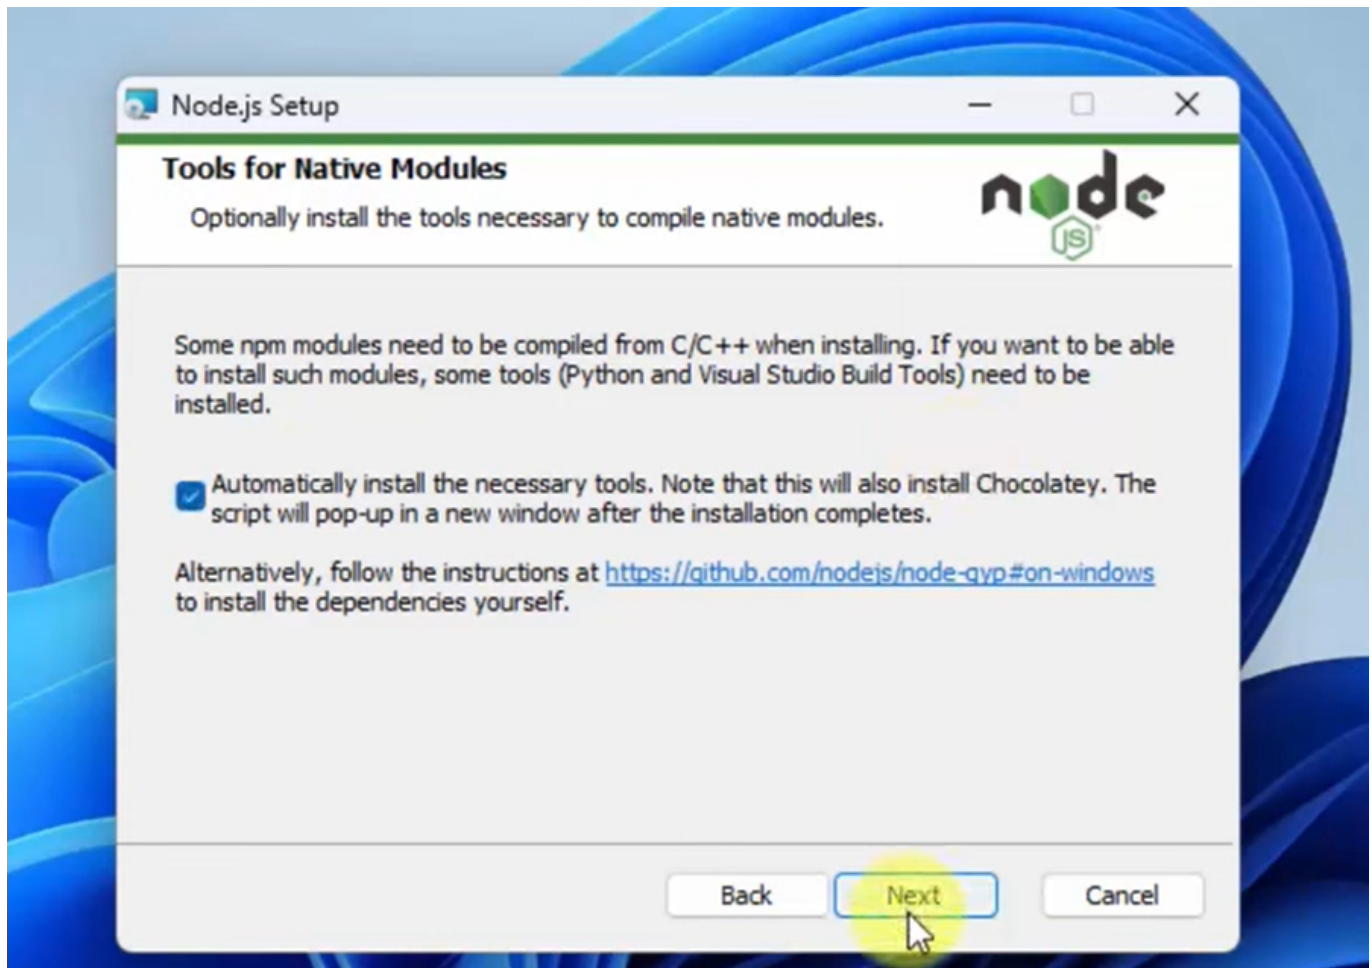 Node.js Setup
Tools for Native Modules
Optionally install the tools necessary to compile native modules.
node
JS
Some npm modules need to be compiled from C/C++ when installing. If you want to be able
to install such modules, some tools (Python and Visual Studio Build Tools) need to be
installed.
Automatically install the necessary tools. Note that this will also install Chocolatey. The
script will pop-up in a new window after the installation completes.
Alternatively, follow the instructions at https://github.com/nodejs/node-gyp#on-windows
to install the dependencies yourself.
Back Next Cancel